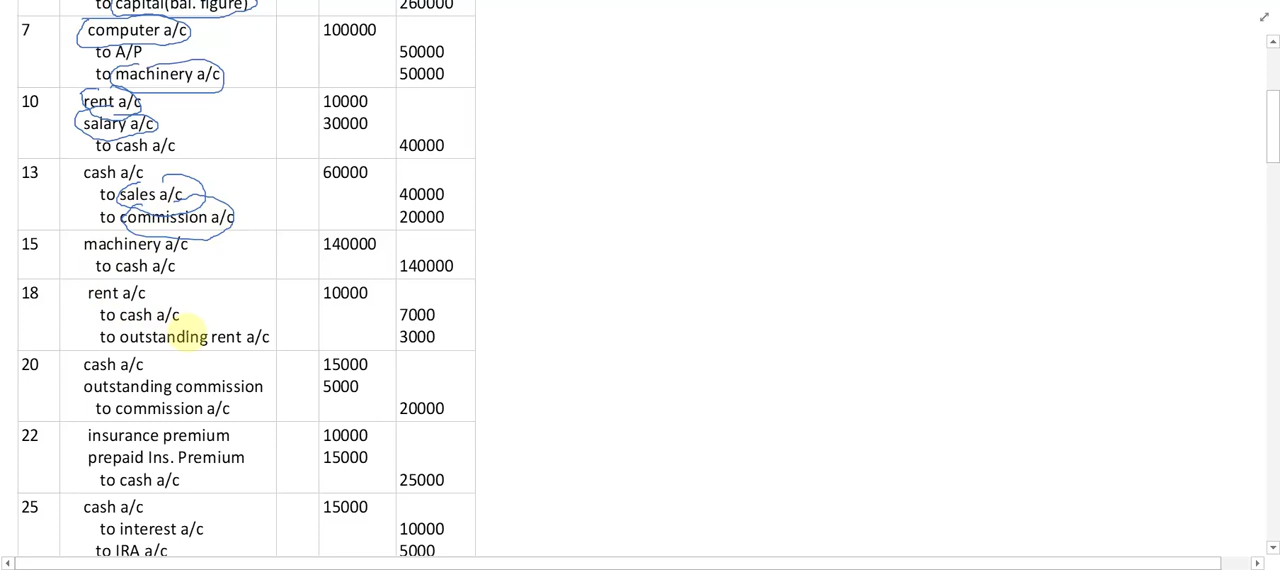 to capital(bal. figure) 260000
7 computer a/c 100000
to A/P 50000
to machinery a/c 50000
10 rent a/c 10000
salary a/c 30000
to cash a/c 40000
13 cash a/c 60000
to sales a/c 40000
to commission a/c 20000
15 machinery a/c 140000
to cash a/c 140000
18 rent a/c 10000
to cash a/c 7000
to outstanding rent a/c 3000
20 cash a/c 15000
outstanding commission 5000
to commission a/c 20000
22 insurance premium 10000
prepaid Ins. Premium 15000
to cash a/c 25000
25 cash a/c 15000
to interest a/c 10000
to IRA a/c 5000